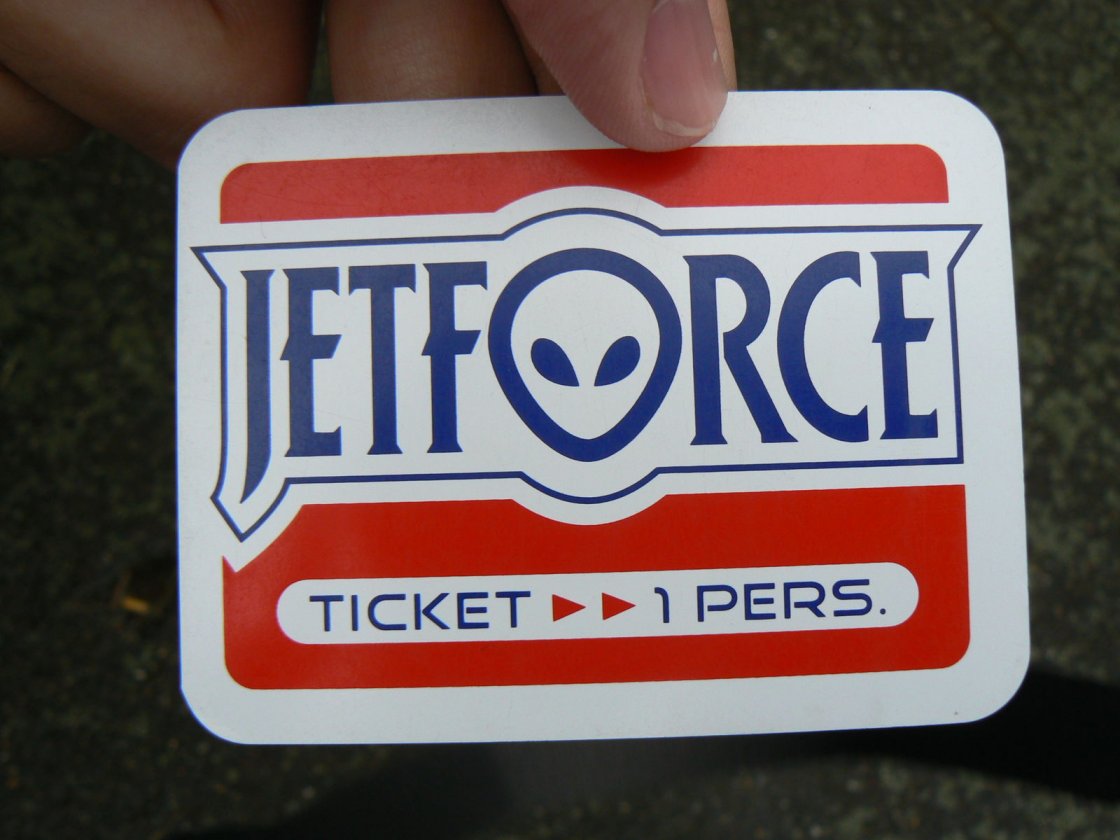 JETFORCE
TICKET ▶▶ 1 PERS.